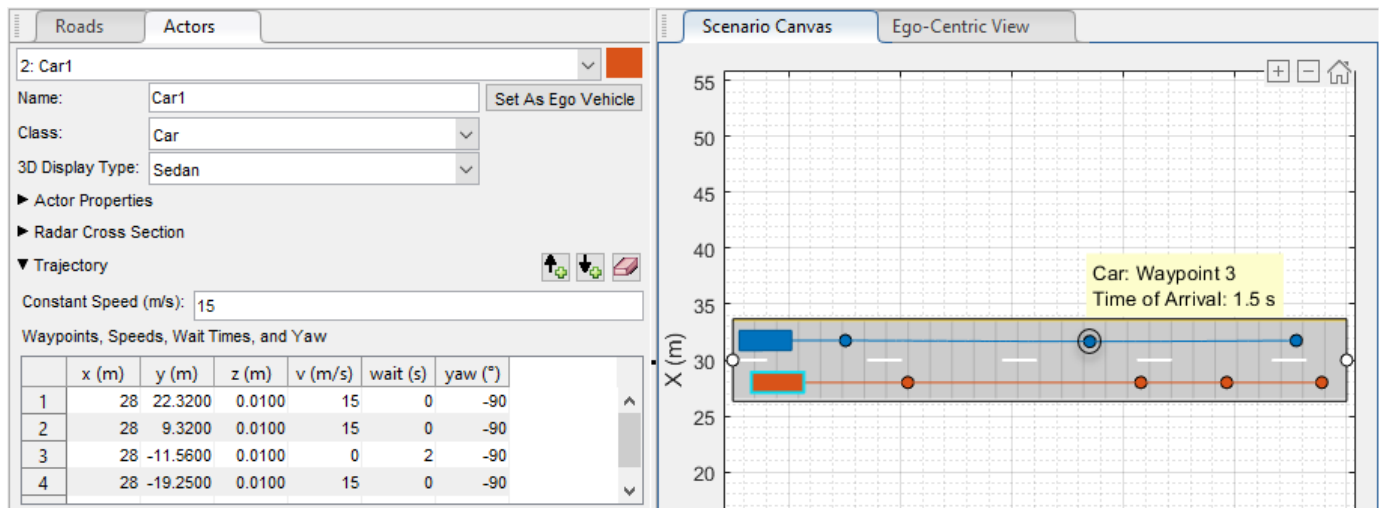 Roads Actors
2: Car1
Name: Car1 Set As Ego Vehicle
Class: Car
3D Display Type: Sedan
Actor Properties
Radar Cross Section
Trajectory
Constant Speed (m/s): 15
Waypoints, Speeds, Wait Times, and Yaw
x (m) y (m) z (m) v (m/s) wait (s) yaw (°)
1 28 22.3200 0.0100 15 0 -90
2 28 9.3200 0.0100 15 0 -90
3 28 -11.5600 0.0100 0 2 -90
4 28 -19.2500 0.0100 15 0 -90
Scenario Canvas Ego-Centric View
55
50
45
40
35
30
25
20
X (m)
Car: Waypoint 3
Time of Arrival: 1.5 s